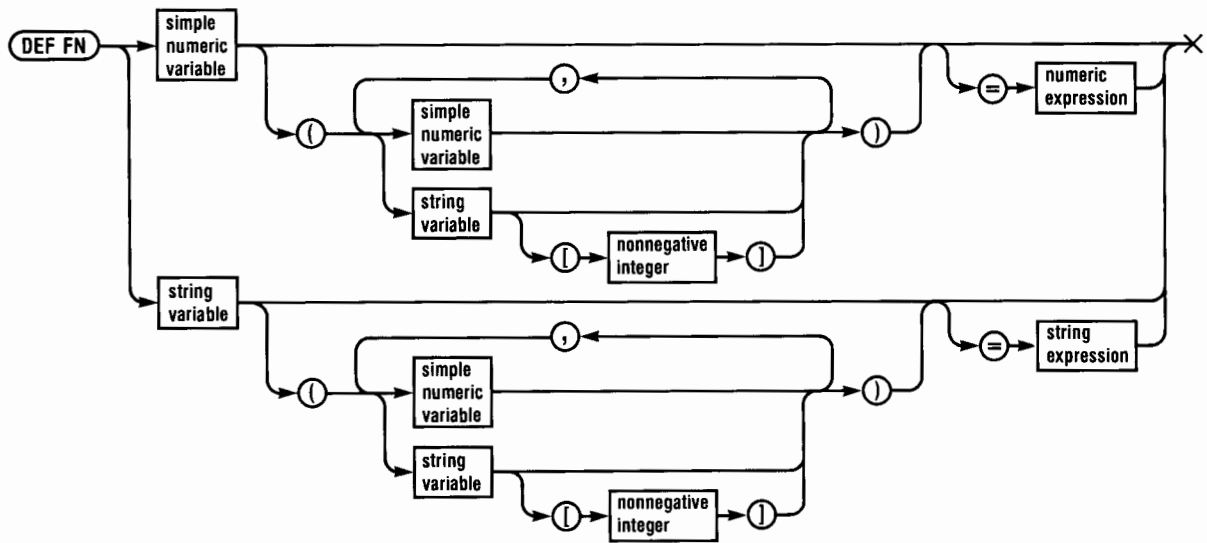 DEF FN
simple
numeric
variable
,
(
simple
numeric
variable
)
=
numeric
expression
string
variable
[
nonnegative
integer
]
string
variable
,
(
simple
numeric
variable
)
=
string
expression
string
variable
[
nonnegative
integer
]